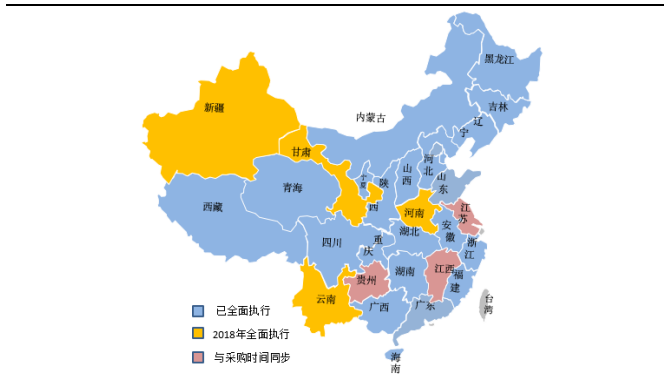 黑龙江
吉林
辽
宁
内蒙古
新疆
甘肃
宁
夏
陕
西
山
西
河
北
山
东
青海
西藏
河南
江
苏
安
徽
湖北
四川
重
庆
浙
江
湖南
江西
福
建
贵州
云南
广西
广东
台
湾
海
南
已全面执行
2018年全面执行
与采购时间同步